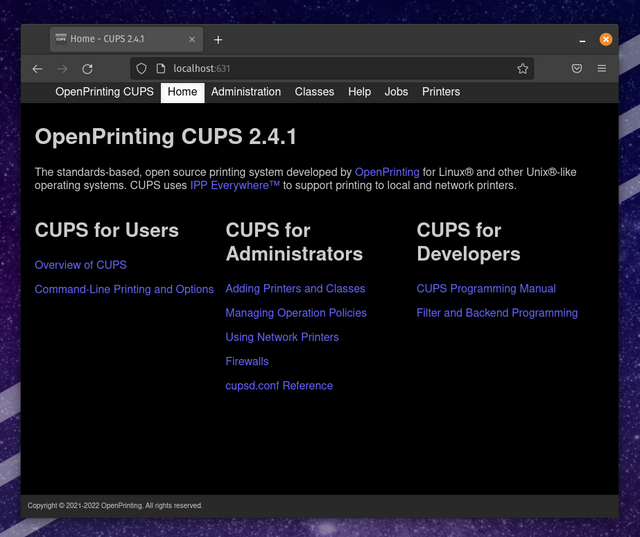 Home - CUPS 2.4.1
localhost:631
OpenPrinting CUPS Home Administration Classes Help Jobs Printers
OpenPrinting CUPS 2.4.1
The standards-based, open source printing system developed by OpenPrinting for Linux® and other Unix®-like
operating systems. CUPS uses IPP Everywhere™ to support printing to local and network printers.
CUPS for Users
Overview of CUPS
Command-Line Printing and Options
CUPS for
Administrators
Adding Printers and Classes
Managing Operation Policies
Using Network Printers
Firewalls
cupsd.conf Reference
CUPS for
Developers
CUPS Programming Manual
Filter and Backend Programming
Copyright © 2021-2022 OpenPrinting. All rights reserved.